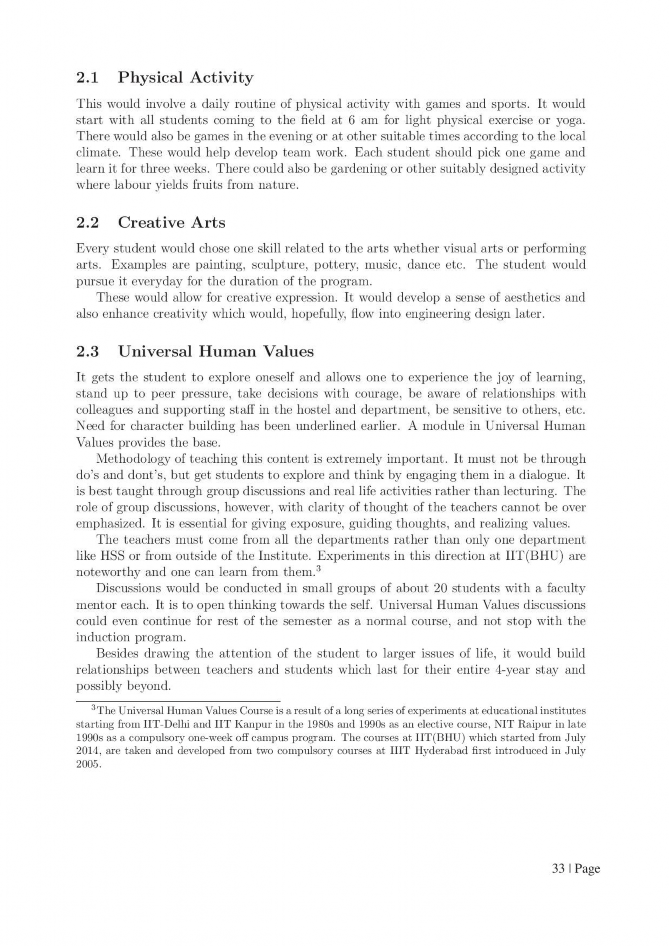 2.1 Physical Activity
This would involve a daily routine of physical activity with games and sports. It would
start with all students coming to the field at 6 am for light physical exercise or yoga.
There would also be games in the evening or at other suitable times according to the local
climate. These would help develop team work. Each student should pick one game and
learn it for three weeks. There could also be gardening or other suitably designed activity
where labour yields fruits from nature.
2.2 Creative Arts
Every student would chose one skill related to the arts whether visual arts or performing
arts. Examples are painting, sculpture, pottery, music, dance etc. The student would
pursue it everyday for the duration of the program.
These would allow for creative expression. It would develop a sense of aesthetics and
also enhance creativity which would, hopefully, flow into engineering design later.
2.3 Universal Human Values
It gets the student to explore oneself and allows one to experience the joy of learning,
stand up to peer pressure, take decisions with courage, be aware of relationships with
colleagues and supporting staff in the hostel and department, be sensitive to others, etc.
Need for character building has been underlined earlier. A module in Universal Human
Values provides the base.
Methodology of teaching this content is extremely important. It must not be through
do's and dont's, but get students to explore and think by engaging them in a dialogue. It
is best taught through group discussions and real life activities rather than lecturing. The
role of group discussions, however, with clarity of thought of the teachers cannot be over
emphasized. It is essential for giving exposure, guiding thoughts, and realizing values.
The teachers must come from all the departments rather than only one department
like HSS or from outside of the Institute. Experiments in this direction at IIT(BHU) are
noteworthy and one can learn from them.3
Discussions would be conducted in small groups of about 20 students with a faculty
mentor each. It is to open thinking towards the self. Universal Human Values discussions
could even continue for rest of the semester as a normal course, and not stop with the
induction program.
Besides drawing the attention of the student to larger issues of life, it would build
relationships between teachers and students which last for their entire 4-year stay and
possibly beyond.
3The Universal Human Values Course is a result of a long series of experiments at educational institutes
starting from IIT-Delhi and IIT Kanpur in the 1980s and 1990s as an elective course, NIT Raipur in late
1990s as a compulsory one-week off campus program. The courses at IIT(BHU) which started from July
2014, are taken and developed from two compulsory courses at IIIT Hyderabad first introduced in July
2005.
33 | Page